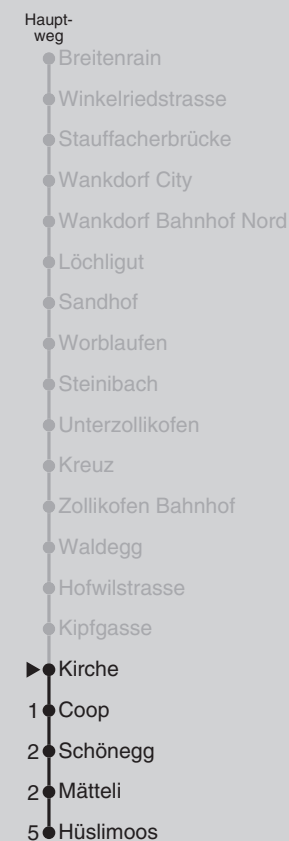 Haupt-
weg
Breitenrain
Winkelriedstrasse
Stauffacherbrücke
Wankdorf City
Wankdorf Bahnhof Nord
Löchligut
Sandhof
Worblaufen
Steinibach
Unterzollikofen
Kreuz
Zollikofen Bahnhof
Waldegg
Hofwilstrasse
Kipfgasse
Kirche
1 Coop
2 Schönegg
2 Mätteli
5 Hüslimoos